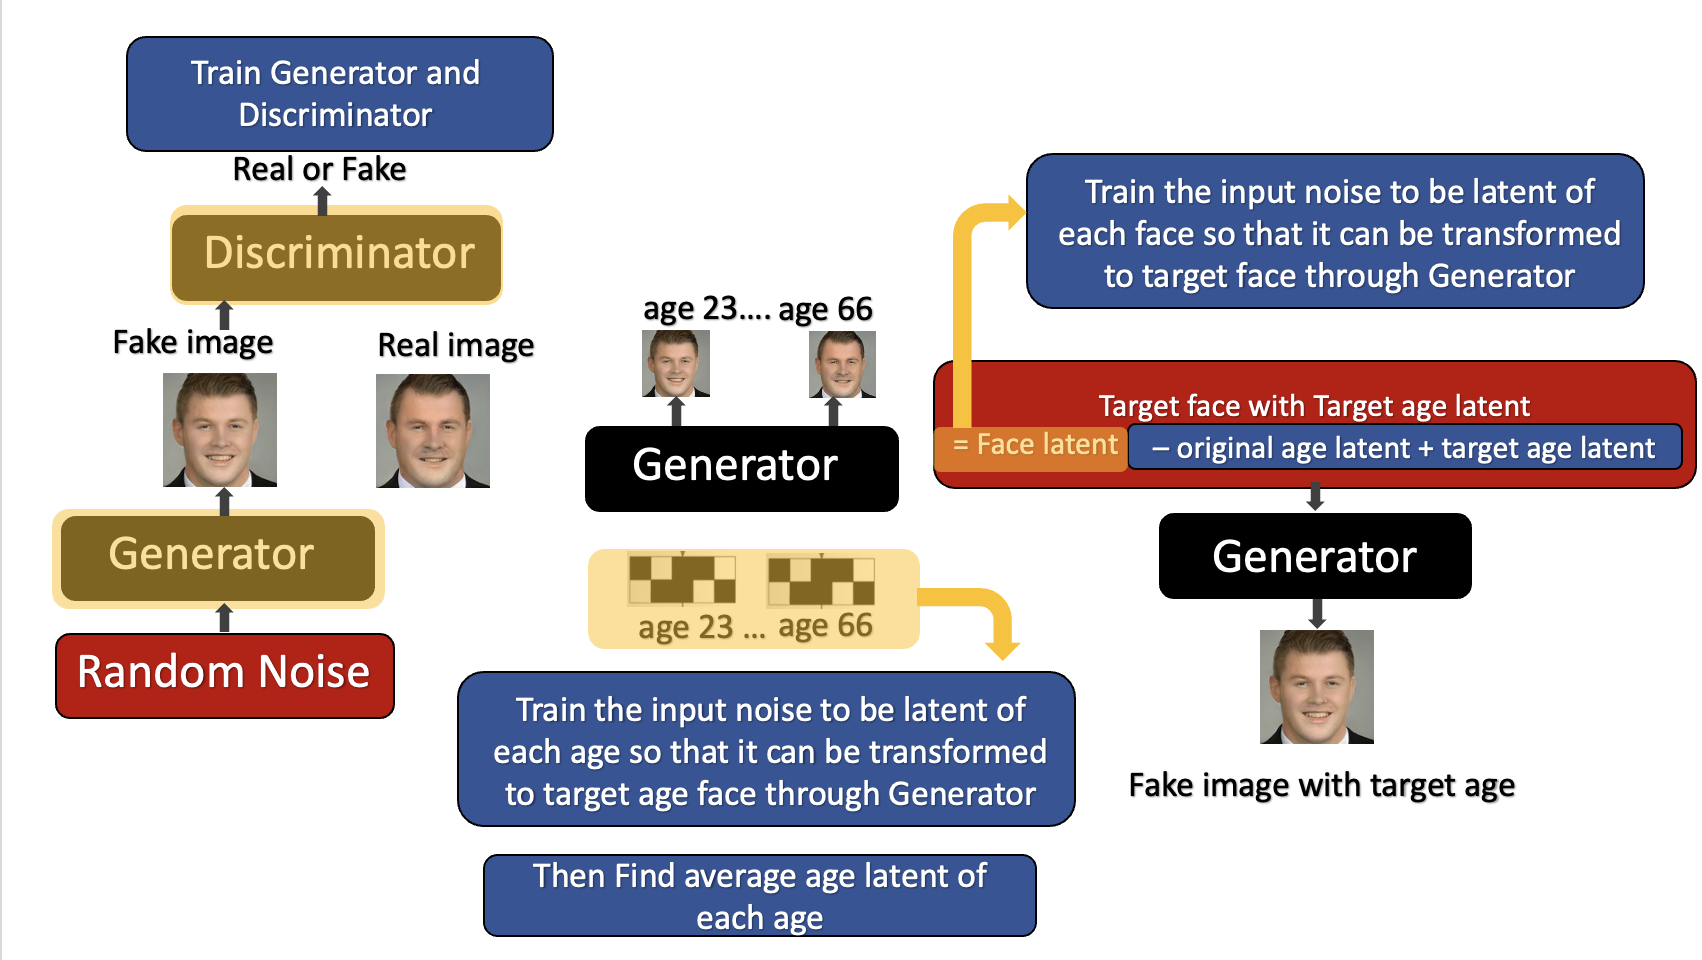 Train Generator and
Discriminator
Real or Fake
Discriminator
Fake image
Real image
Generator
Random Noise
age 23.... age 66
Generator
age 23 ... age 66
Train the input noise to be latent of
each age so that it can be transformed
to target age face through Generator
Then Find average age latent of
each age
Train the input noise to be latent of
each face so that it can be transformed
to target face through Generator
Target face with Target age latent
= Face latent – original age latent + target age latent
Generator
Fake image with target age